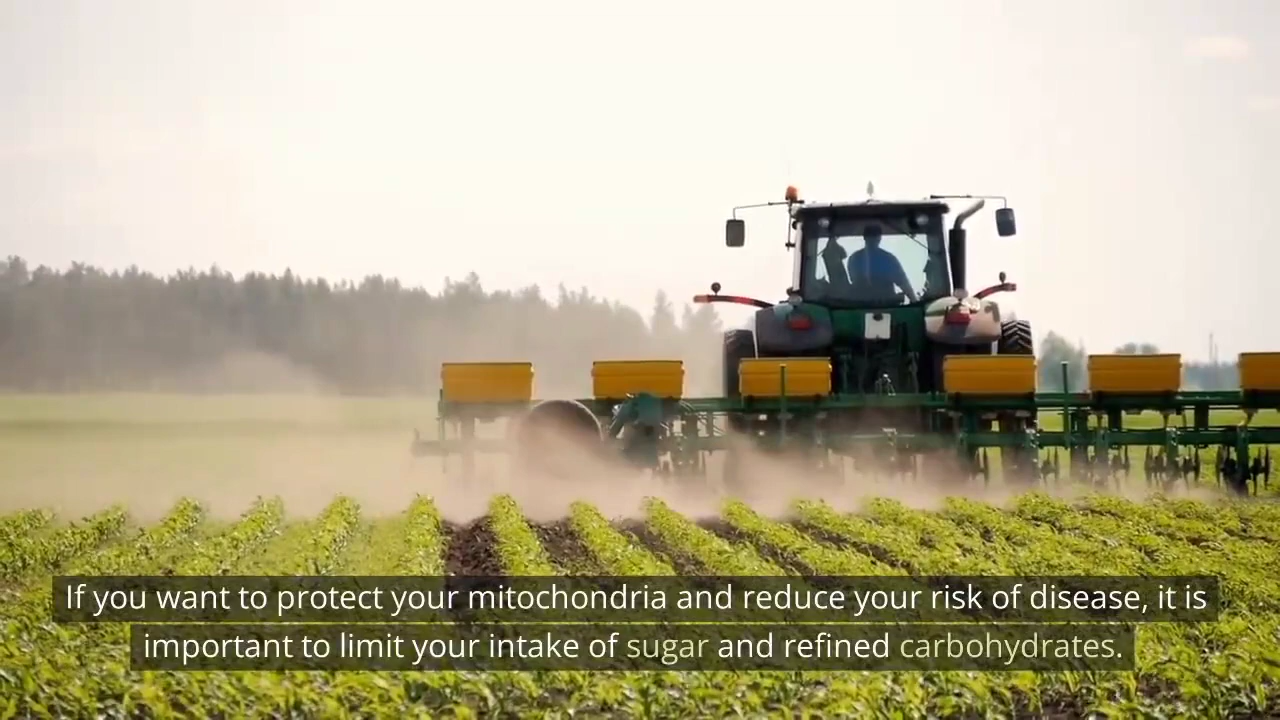 If you want to protect your mitochondria and reduce your risk of disease, it is
important to limit your intake of sugar and refined carbohydrates.